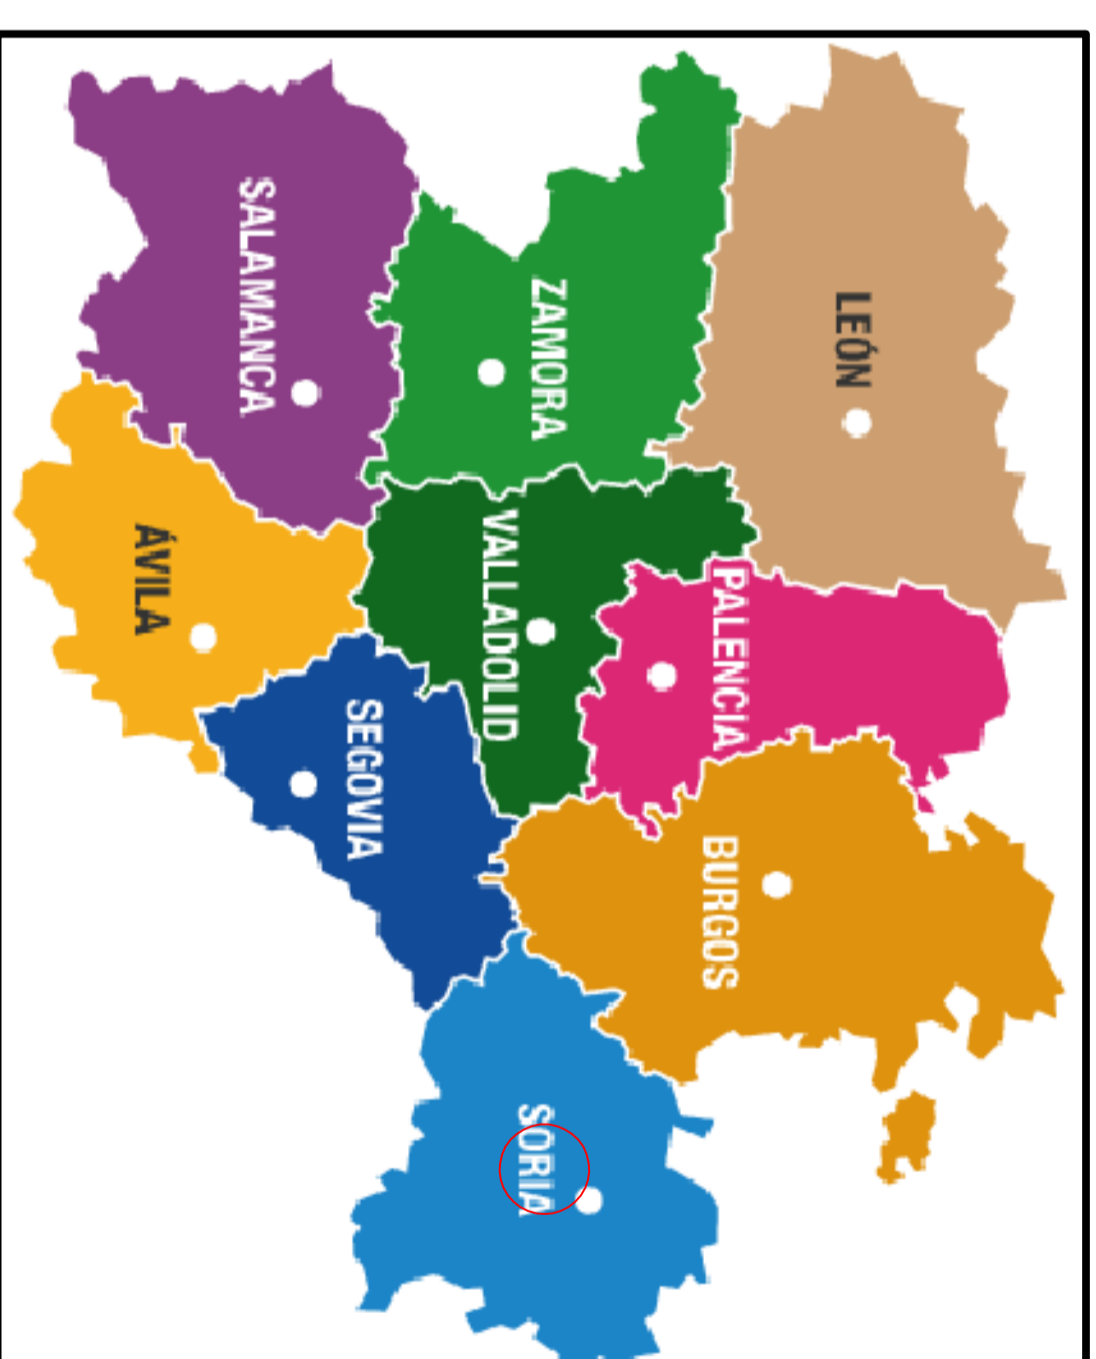 LEÓN
ZAMORA
SALAMANCA
PALENCIA
VALLADOLID
ÁVILA
BURGOS
SEGOVIA
SORIA